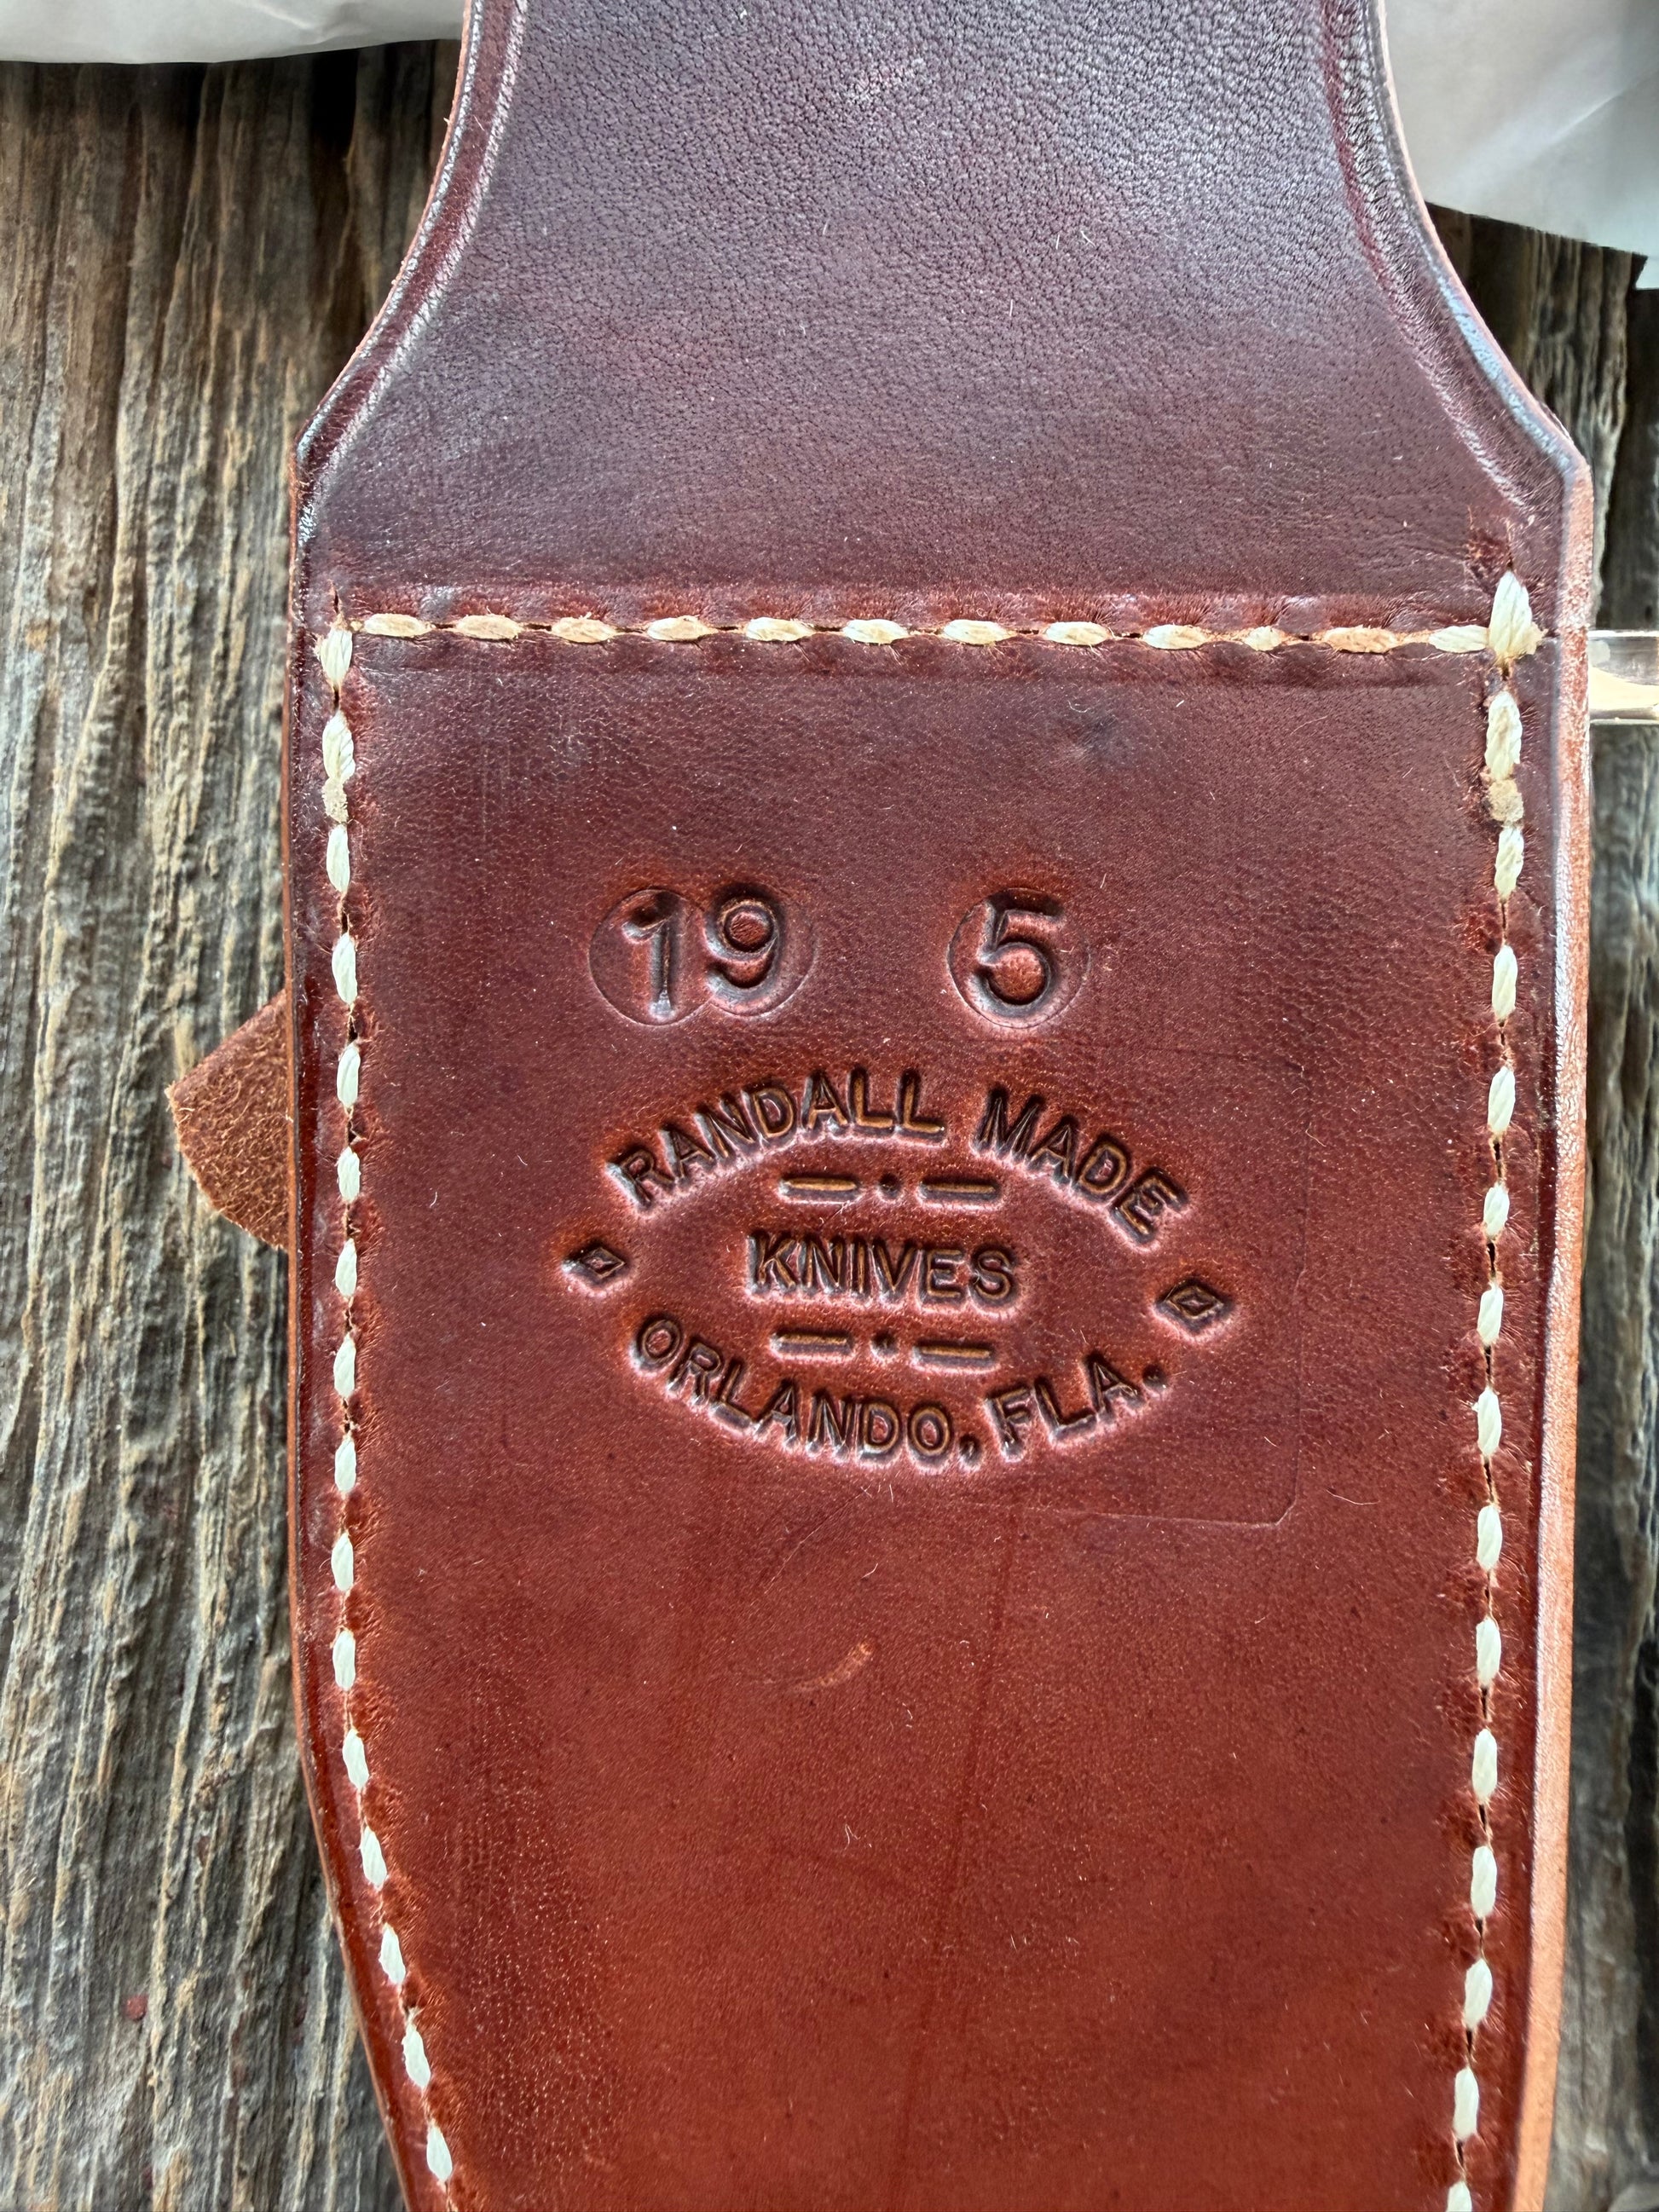 19 5
RANDALL MADE
KNIVES
ORLANDO, FLA.